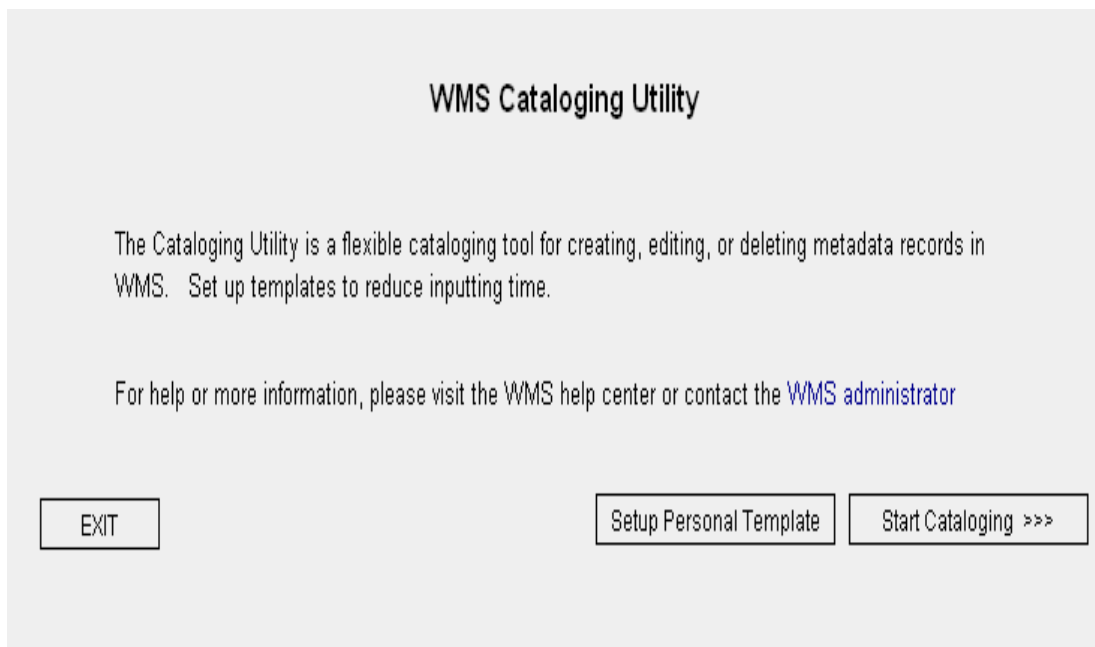 WMS Cataloging Utility
The Cataloging Utility is a flexible cataloging tool for creating, editing, or deleting metadata records in
WMS. Set up templates to reduce inputting time.
For help or more information, please visit the WMS help center or contact the WMS administrator
EXIT
Setup Personal Template
Start Cataloging >>>